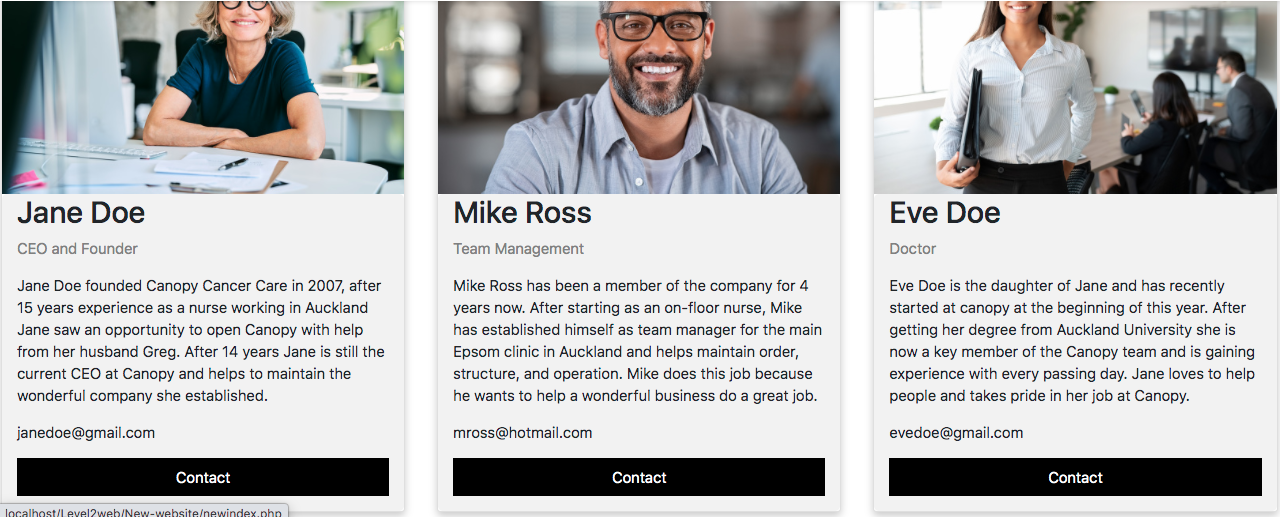 Jane Doe
CEO and Founder
Jane Doe founded Canopy Cancer Care in 2007, after
15 years experience as a nurse working in Auckland
Jane saw an opportunity to open Canopy with help
from her husband Greg. After 14 years Jane is still the
current CEO at Canopy and helps to maintain the
wonderful company she established.
janedoe@gmail.com
Contact
Mike Ross
Team Management
Mike Ross has been a member of the company for 4
years now. After starting as an on-floor nurse, Mike
has established himself as team manager for the main
Epsom clinic in Auckland and helps maintain order,
structure, and operation. Mike does this job because
he wants to help a wonderful business do a great job.
mross@hotmail.com
Contact
Eve Doe
Doctor
Eve Doe is the daughter of Jane and has recently
started at canopy at the beginning of this year. After
getting her degree from Auckland University she is
now a key member of the Canopy team and is gaining
experience with every passing day. Jane loves to help
people and takes pride in her job at Canopy.
evedoe@gmail.com
Contact
localhost/Level2web/New-website/newindex.php